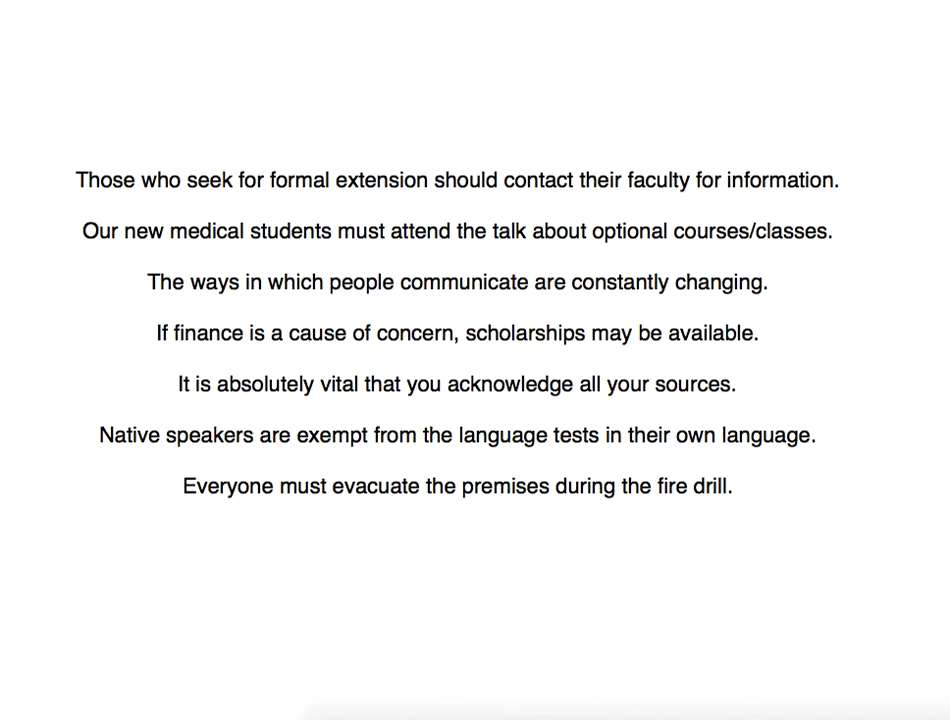 Those who seek for formal extension should contact their faculty for information.
Our new medical students must attend the talk about optional courses/classes.
The ways in which people communicate are constantly changing.
If finance is a cause of concern, scholarships may be available.
It is absolutely vital that you acknowledge all your sources.
Native speakers are exempt from the language tests in their own language.
Everyone must evacuate the premises during the fire drill.